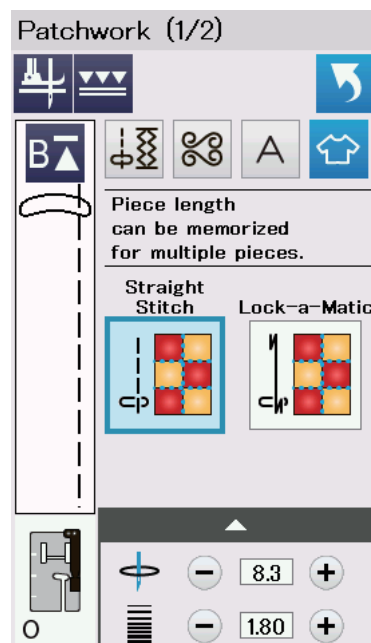 Patchwork (1/2)
B
A
Piece length
can be memorized
for multiple pieces.
Straight
Stitch
Lock-a-Matic
8.3
1.80
O